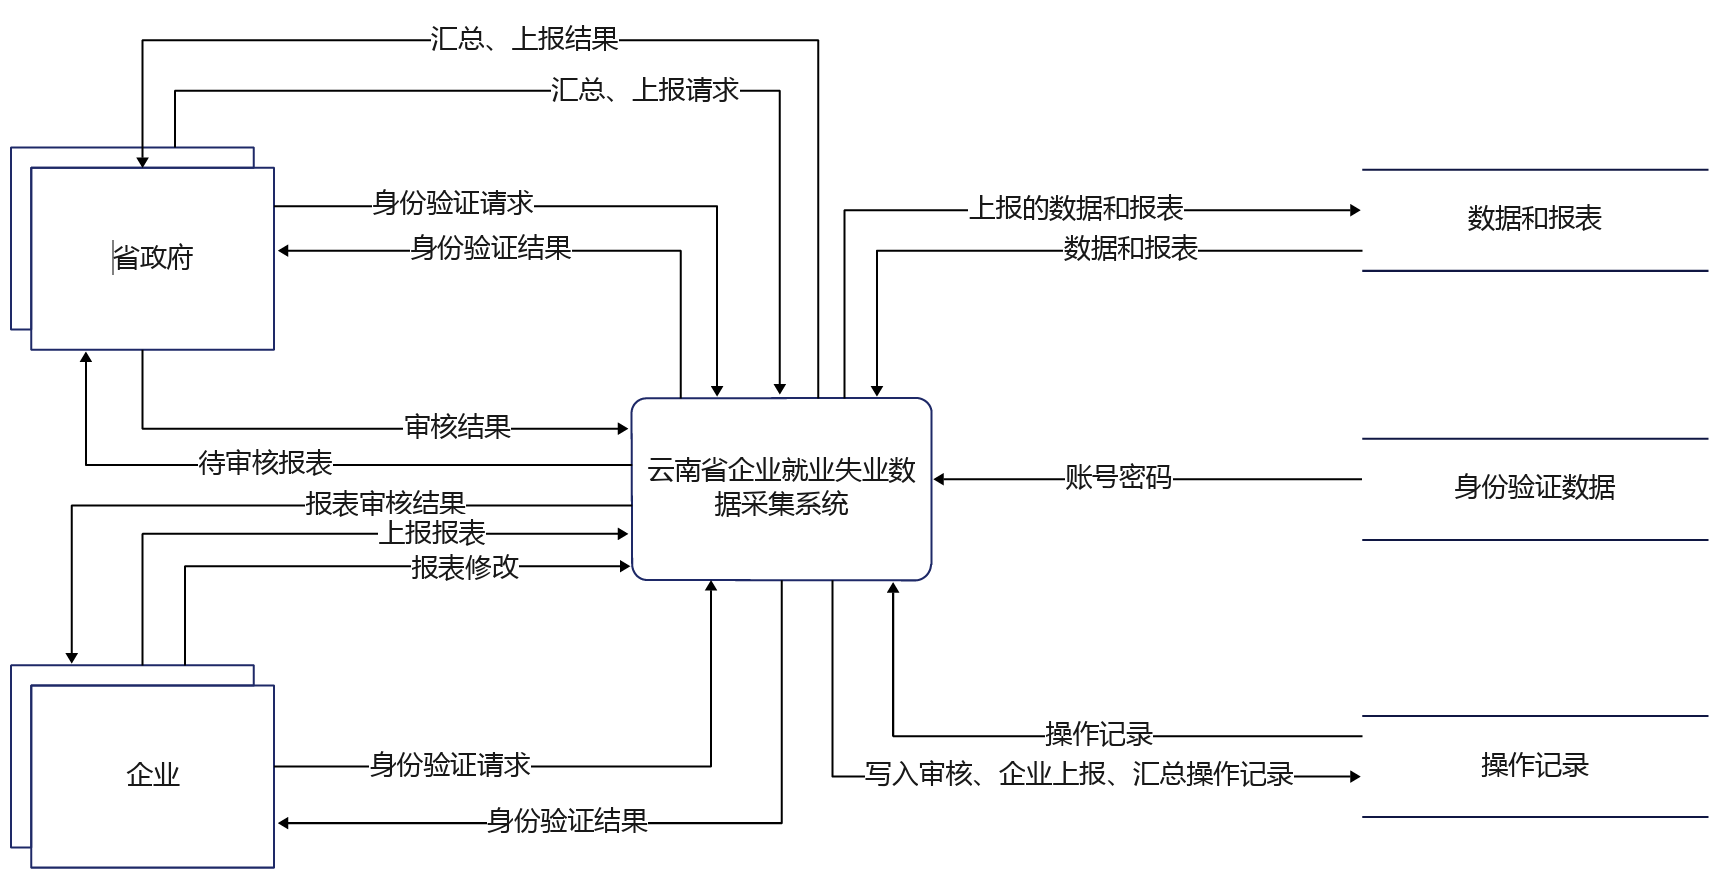 汇总、上报结果
汇总、上报请求
身份验证请求
上报的数据和报表
数据和报表
身份验证结果
数据和报表
省政府
审核结果
待审核报表
云南省企业就业失业数
据采集系统
账号密码
身份验证数据
报表审核结果
上报报表
报表修改
操作记录
身份验证请求
操作记录
企业
写入审核、企业上报、汇总操作记录
身份验证结果